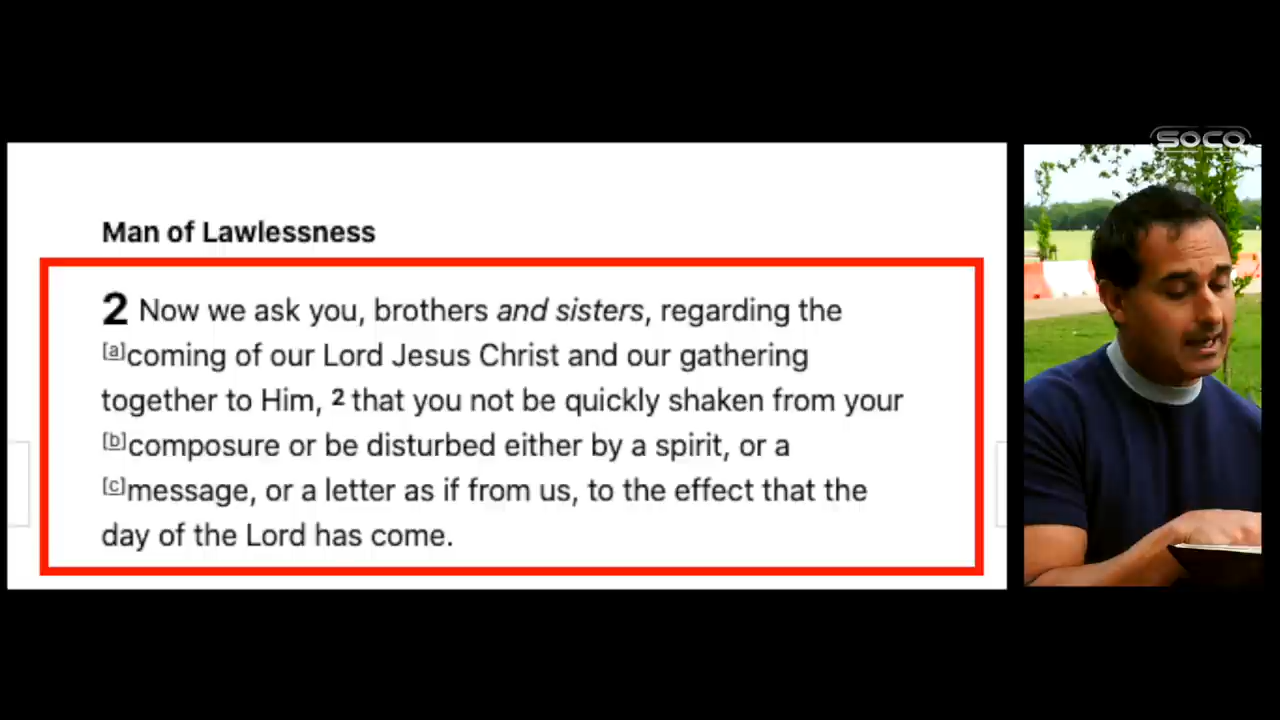 SOCO
Man of Lawlessness
2 Now we ask you, brothers and sisters, regarding the
[a]coming of our Lord Jesus Christ and our gathering
together to Him, 2 that you not be quickly shaken from your
[b]composure or be disturbed either by a spirit, or a
[c]message, or a letter as if from us, to the effect that the
day of the Lord has come.